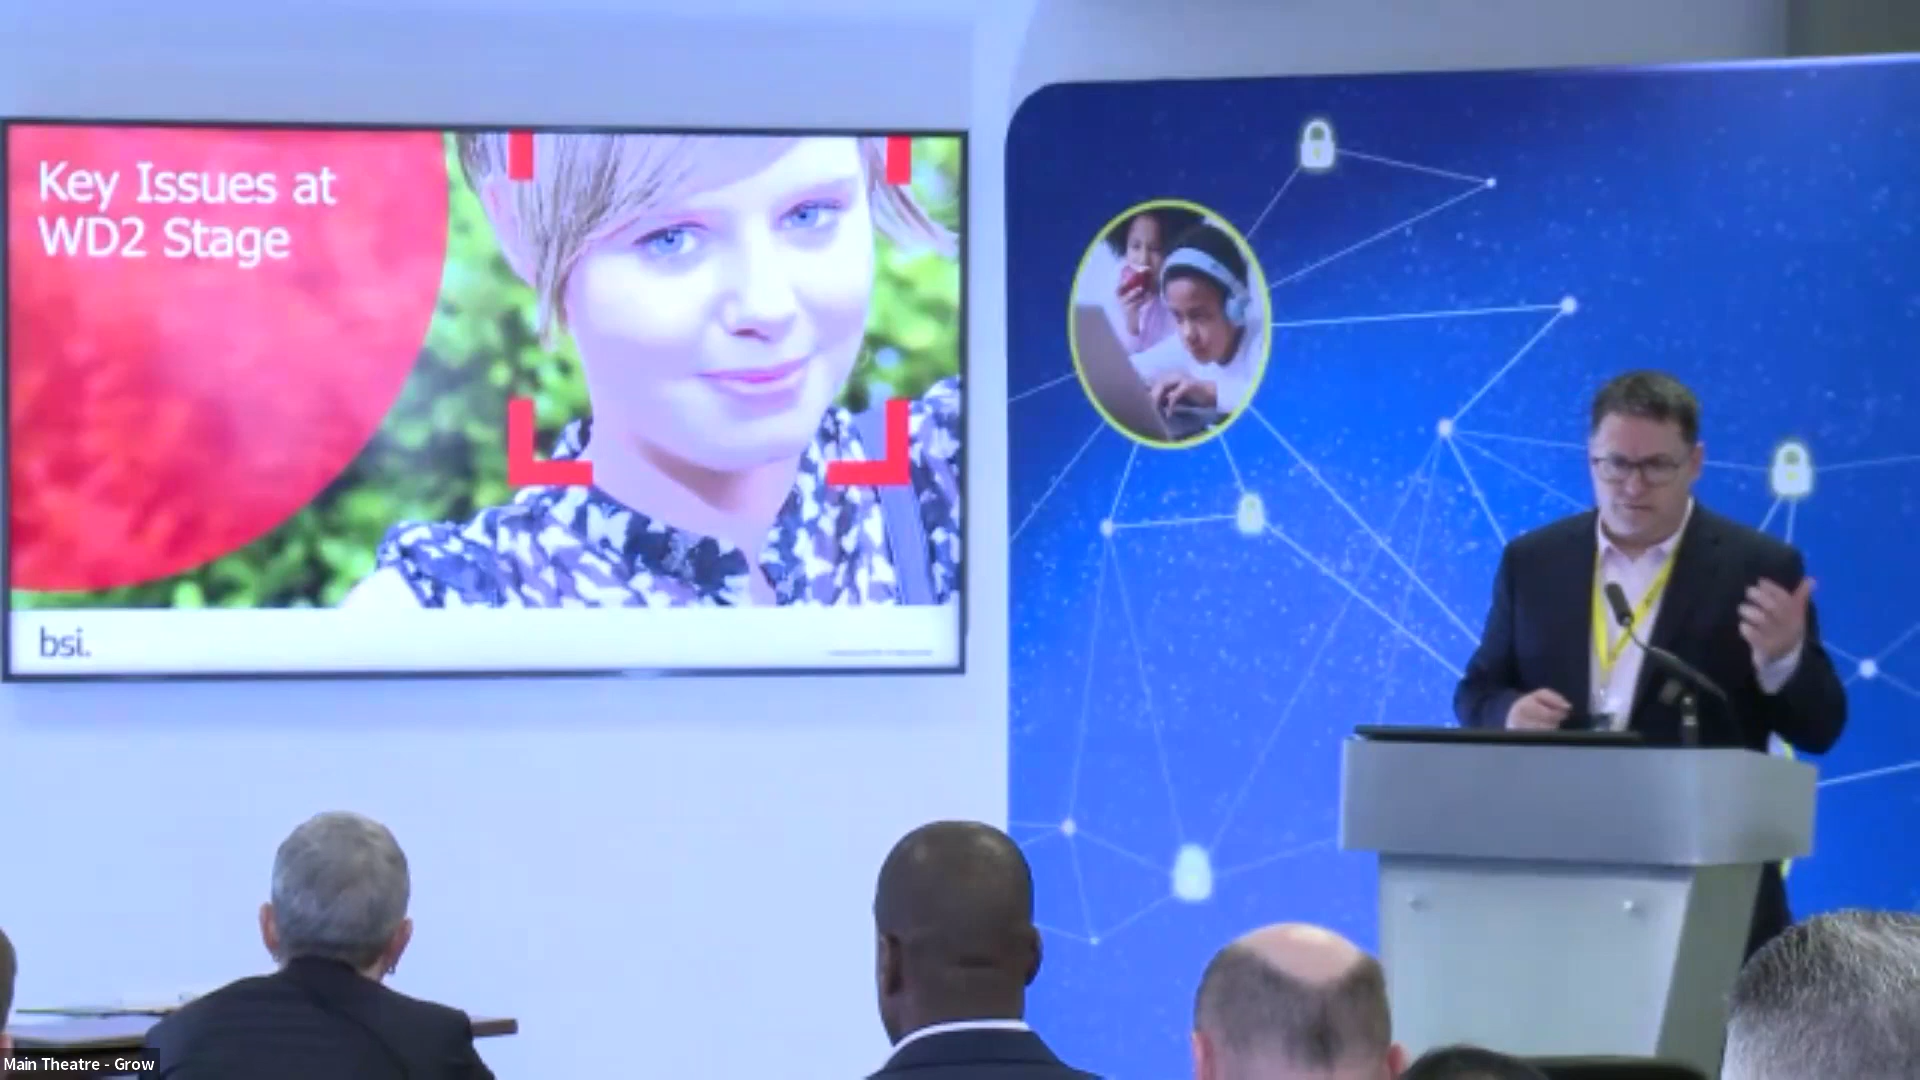 Key Issues at
WD2 Stage
bsi.
Main Theatre - Grow